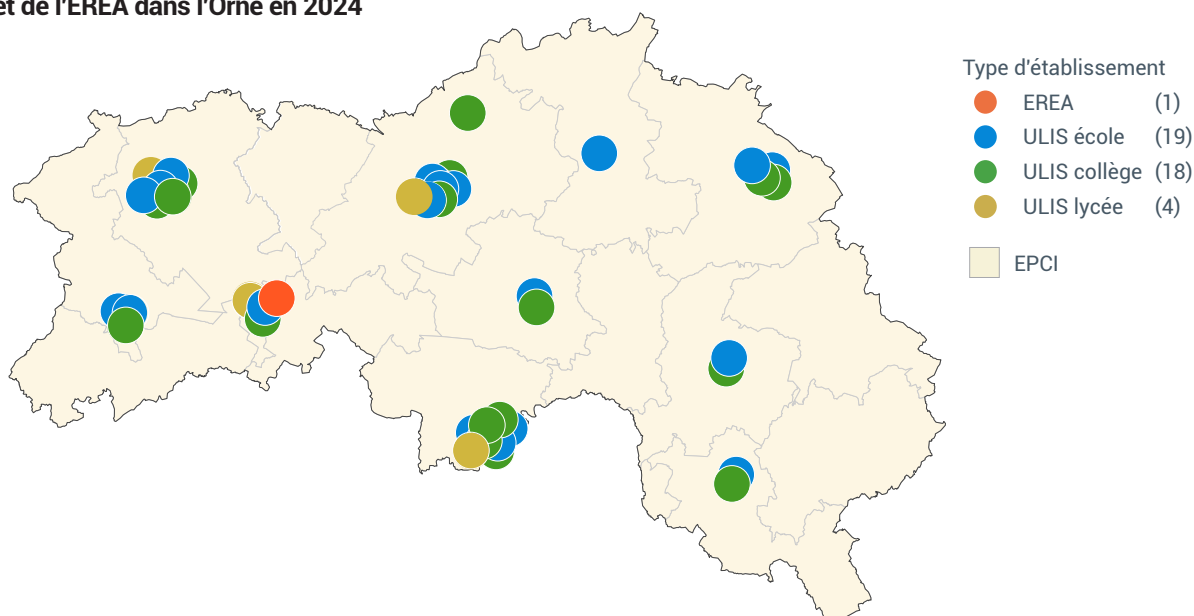 et de l'EREA dans l'Orne en 2024
Type d'établissement
EREA (1)
ULIS école (19)
ULIS collège (18)
ULIS lycée (4)
EPCI